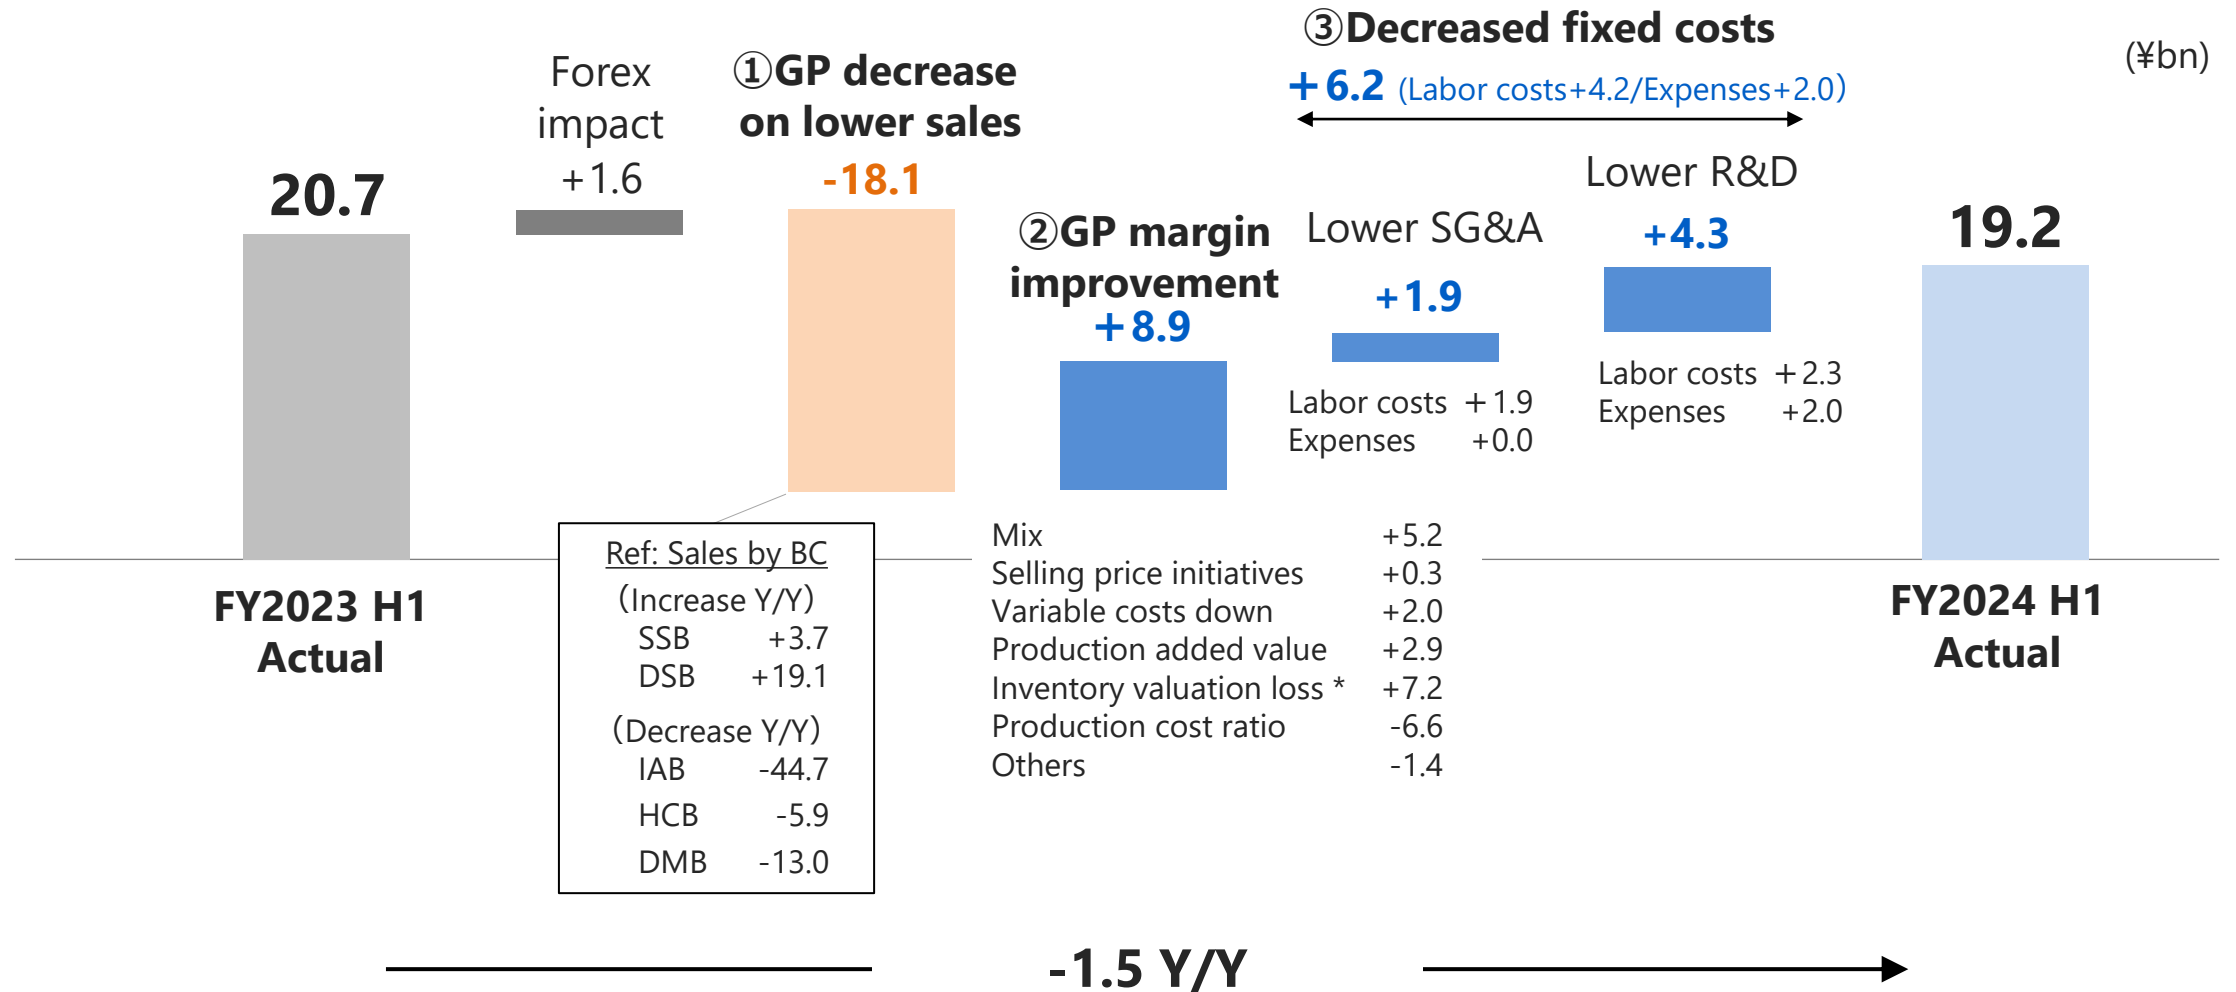 (¥bn)
20.7
FY2023 H1
Actual
Forex
impact
+1.6
①GP decrease
on lower sales
-18.1
Ref: Sales by BC
（Increase Y/Y）
SSB +3.7
DSB +19.1
（Decrease Y/Y）
IAB -44.7
HCB -5.9
DMB -13.0
②GP margin
improvement
＋8.9
Mix +5.2
Selling price initiatives +0.3
Variable costs down +2.0
Production added value +2.9
Inventory valuation loss * +7.2
Production cost ratio -6.6
Others -1.4
③Decreased fixed costs
＋6.2 (Labor costs+4.2/Expenses+2.0）
Lower SG&A
+1.9
Labor costs ＋1.9
Expenses +0.0
Lower R&D
+4.3
Labor costs ＋2.3
Expenses +2.0
19.2
FY2024 H1
Actual
-1.5 Y/Y